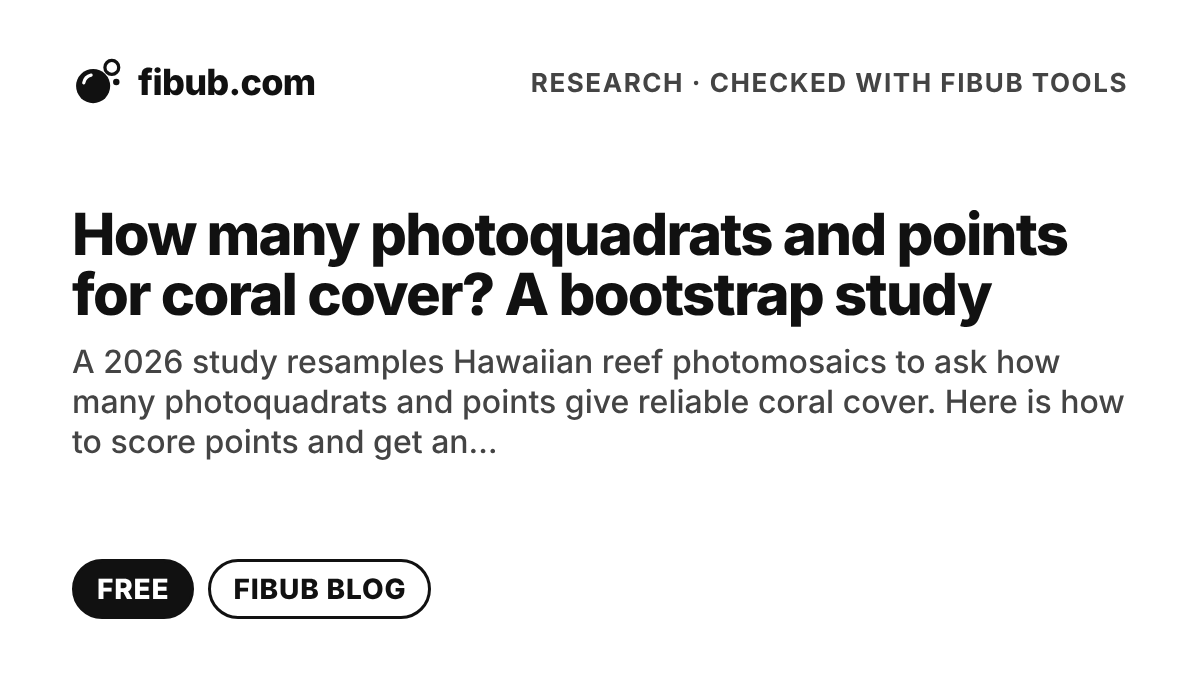 fibub.com
RESEARCH · CHECKED WITH FIBUB TOOLS
How many photoquadrats and points
for coral cover? A bootstrap study
A 2026 study resamples Hawaiian reef photomosaics to ask how
many photoquadrats and points give reliable coral cover. Here is how
to score points and get an...
FREE
FIBUB BLOG